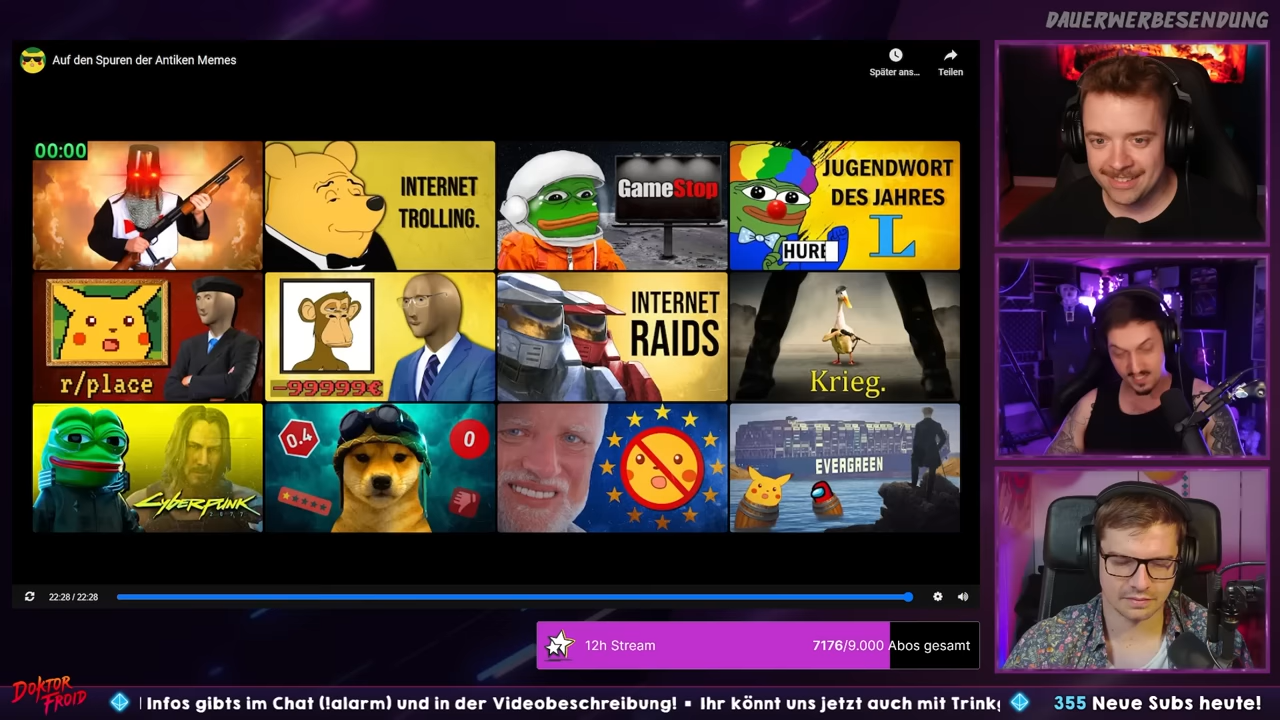 DAUERWERBESENDUNG
Auf den Spuren der Antiken Memes
Später ans...
Teilen
00:00
INTERNET
TROLLING.
GameStop
JUGENDWORT
DES JAHRES
L
HURE
r/place
-99999€
INTERNET
RAIDS
Krieg.
CYBERPUNK
2077
0.4
0
EVERGREEN
22:28 / 22:28
12h Stream
7176/9.000 Abos gesamt
DOKTOR
FROID
Infos gibts im Chat (!alarm) und in der Videobeschreibung! ▪ Ihr könnt uns jetzt auch mit Trinkg
355 Neue Subs heute!